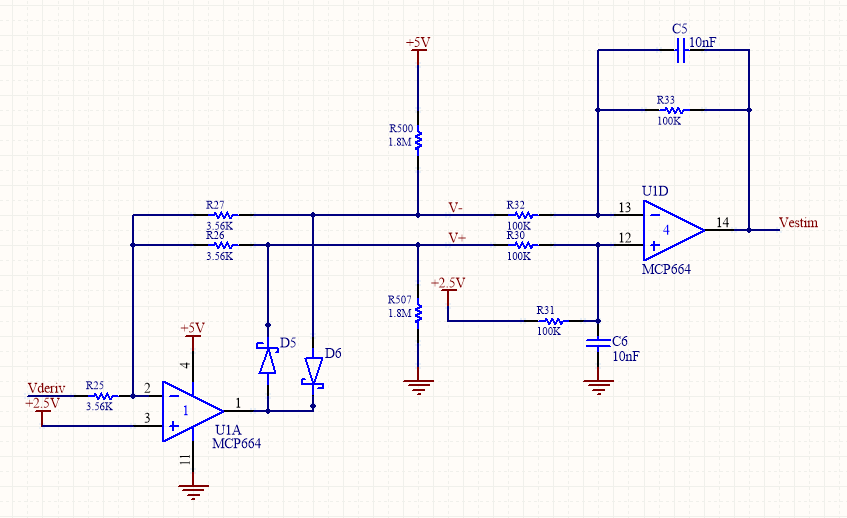 C5
10nF
+5V
R33
100K
R500
1.8M
U1D
R27
3.56K
V-
R32
100K
13
14
Vestim
4
R26
3.56K
V+
R30
100K
12
MCP664
+2.5V
R507
1.8M
R31
100K
+5V
D5
C6
10nF
D6
4
Vderiv
R25
3.56K
2
+2.5V
1
1
3
U1A
MCP664
11